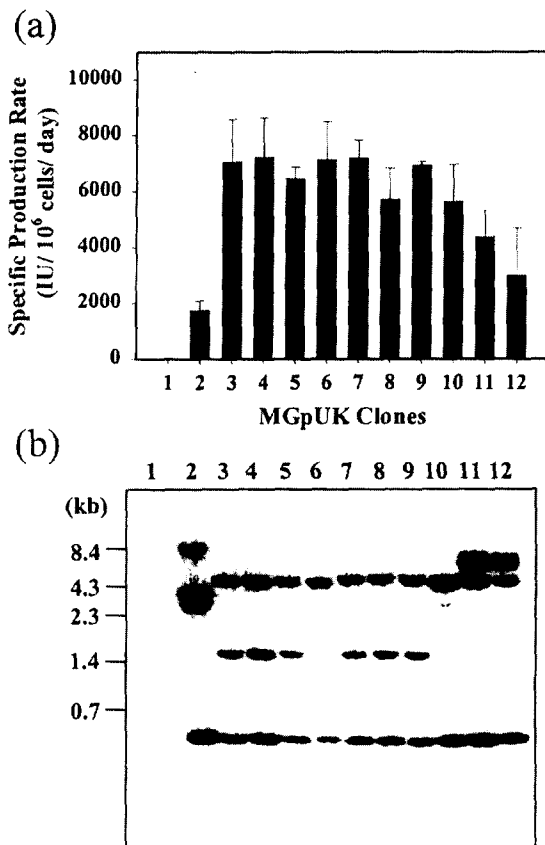 (a)
Specific Production Rate
(IU/ 10⁶ cells/ day)
10000
8000
6000
4000
2000
0
1 2 3 4 5 6 7 8 9 10 11 12
MGpUK Clones
(b)
1 2 3 4 5 6 7 8 9 10 11 12
(kb)
8.4
4.3
2.3
1.4
0.7